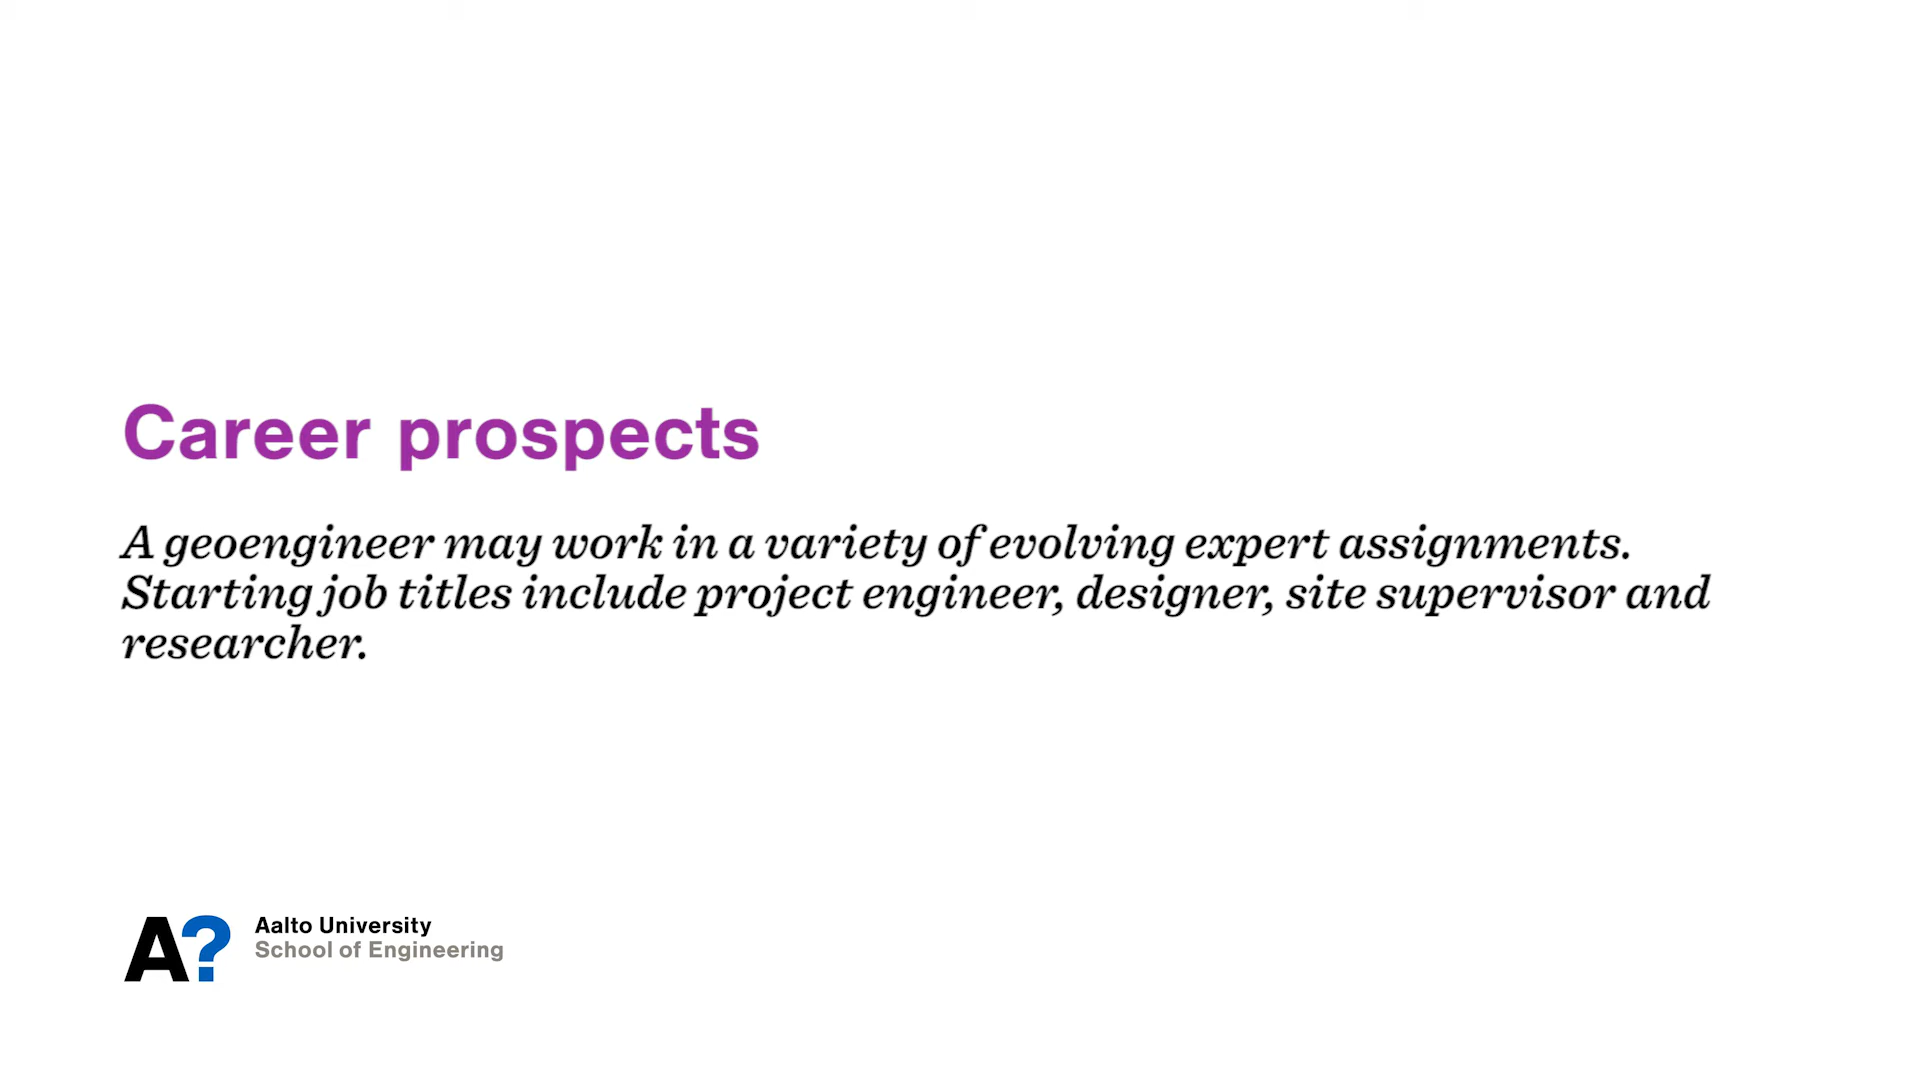 Career prospects
A geoengineer may work in a variety of evolving expert assignments.
Starting job titles include project engineer, designer, site supervisor and
researcher.
A?
Aalto University
School of Engineering